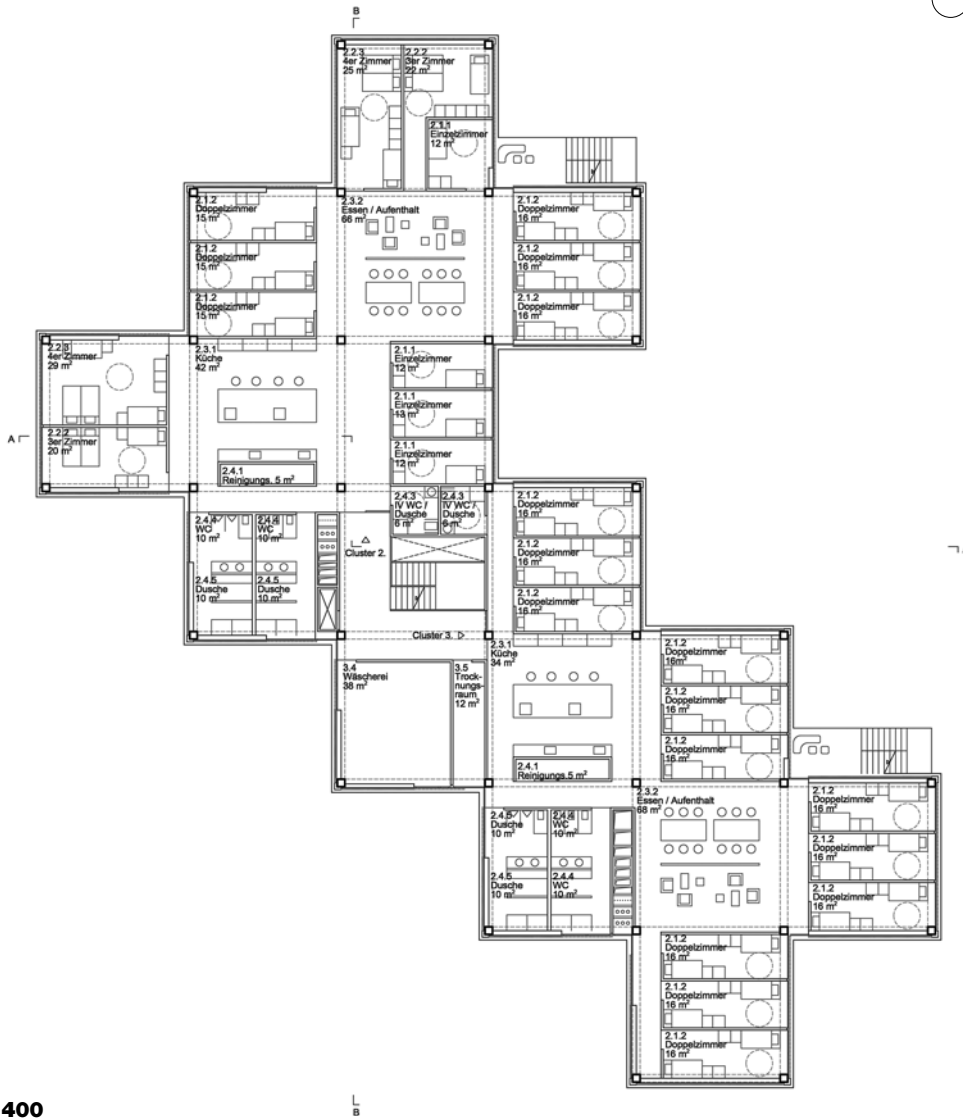 B
2.2.3
4er Zimmer
25 m²
2.2.2
3er Zimmer
22 m²
2.1.1
Einzelzimmer
12 m²
2.1.2
Doppelzimmer
15 m²
2.1.2
Doppelzimmer
15 m²
2.1.2
Doppelzimmer
15 m²
2.3.2
Essen / Aufenthalt
66 m²
2.1.2
Doppelzimmer
16 m²
2.1.2
Doppelzimmer
16 m²
2.1.2
Doppelzimmer
16 m²
2.2.3
4er Zimmer
29 m²
2.2.2
3er Zimmer
20 m²
A
2.3.1
Küche
42 m²
2.4.1
Reinigungs. 5 m²
2.1.1
Einzelzimmer
12 m²
2.1.1
Einzelzimmer
13 m²
2.1.1
Einzelzimmer
12 m²
2.4.3
IV WC /
Dusche
6 m²
2.4.3
IV WC /
Dusche
6 m²
2.4.4
WC
10 m²
2.4.4
WC
10 m²
2.4.5
Dusche
10 m²
2.4.5
Dusche
10 m²
Cluster 2.
2.1.2
Doppelzimmer
16 m²
2.1.2
Doppelzimmer
16 m²
2.1.2
Doppelzimmer
16 m²
Cluster 3.
3.4
Wäscherei
38 m²
3.5
Trock-
nungs-
raum
12 m²
2.3.1
Küche
34 m²
2.4.1
Reinigungs.5 m²
2.1.2
Doppelzimmer
16m²
2.1.2
Doppelzimmer
16 m²
2.1.2
Doppelzimmer
16 m²
2.3.2
Essen / Aufenthalt
68 m²
2.1.2
Doppelzimmer
16 m²
2.1.2
Doppelzimmer
16 m²
2.1.2
Doppelzimmer
16 m²
2.4.5
Dusche
10 m²
2.4.4
WC
10 m²
2.4.5
Dusche
10 m²
2.4.4
WC
10 m²
2.1.2
Doppelzimmer
16 m²
2.1.2
Doppelzimmer
16 m²
2.1.2
Doppelzimmer
16 m²
400
B